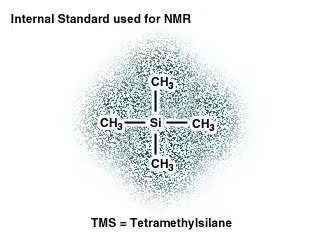 Internal Standard used for NMR
CH3
CH3 Si CH3
CH3
TMS = Tetramethylsilane